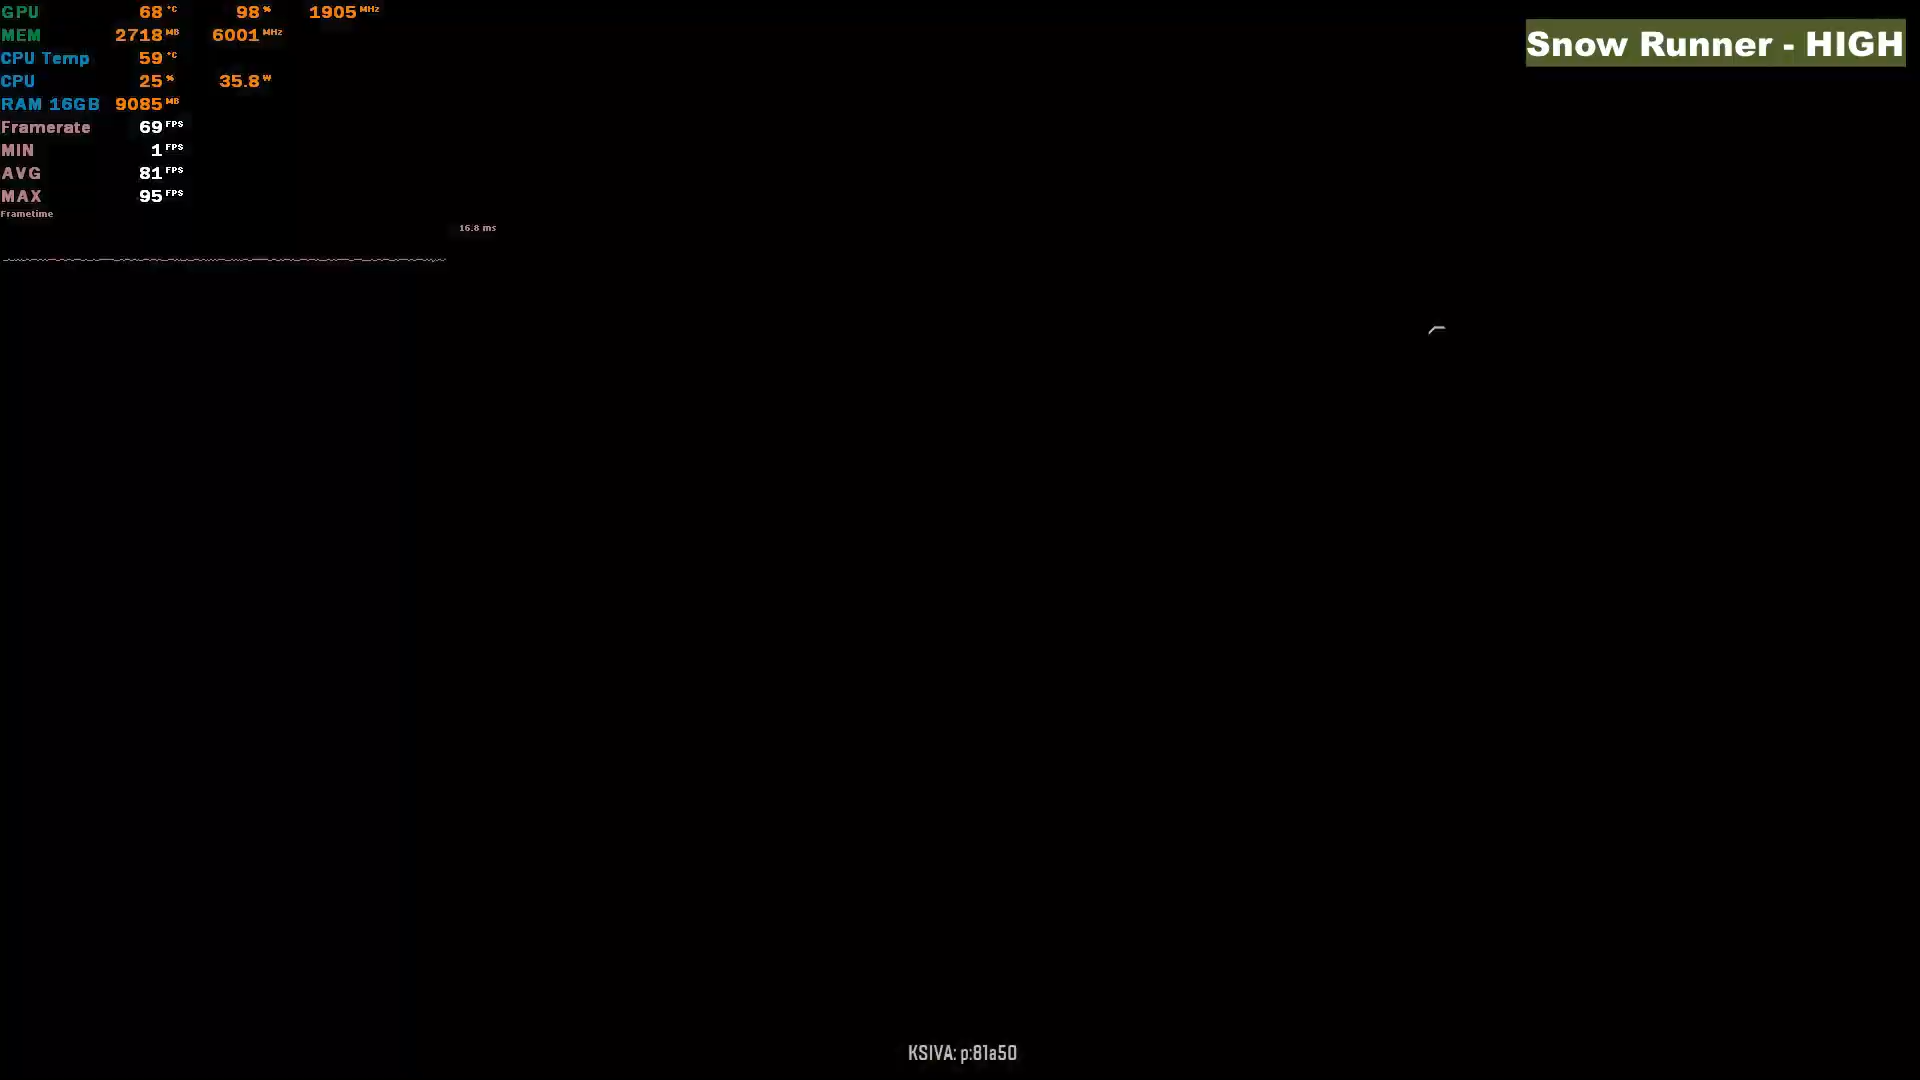 GPU 68 °C 98 % 1905 MHz
MEM 2718 MB 6001 MHz
CPU Temp 59 °C
CPU 25 % 35.8 W
RAM 16GB 9085 MB
Framerate 69 FPS
MIN 1 FPS
AVG 81 FPS
MAX 95 FPS
Frametime
16.8 ms
Snow Runner - HIGH
KSIVA: p:81a50